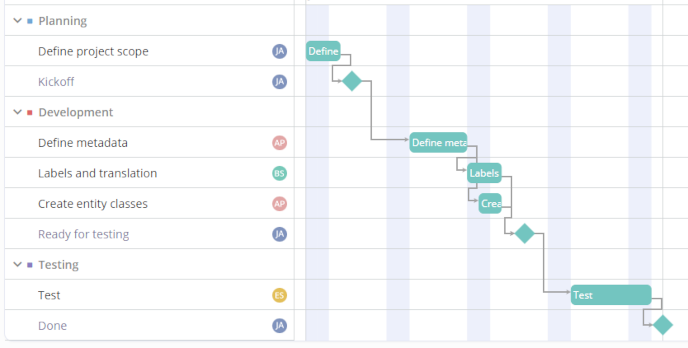 Planning
Define project scope JA Define
Kickoff JA
Development
Define metadata AP Define meta
Labels and translation BS Labels
Create entity classes AP Crea
Ready for testing JA
Testing
Test ES Test
Done JA